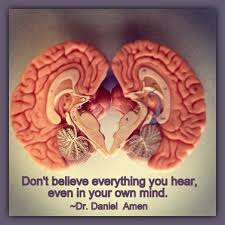 Don't believe everything you hear,
even in your own mind.
~Dr. Daniel Amen